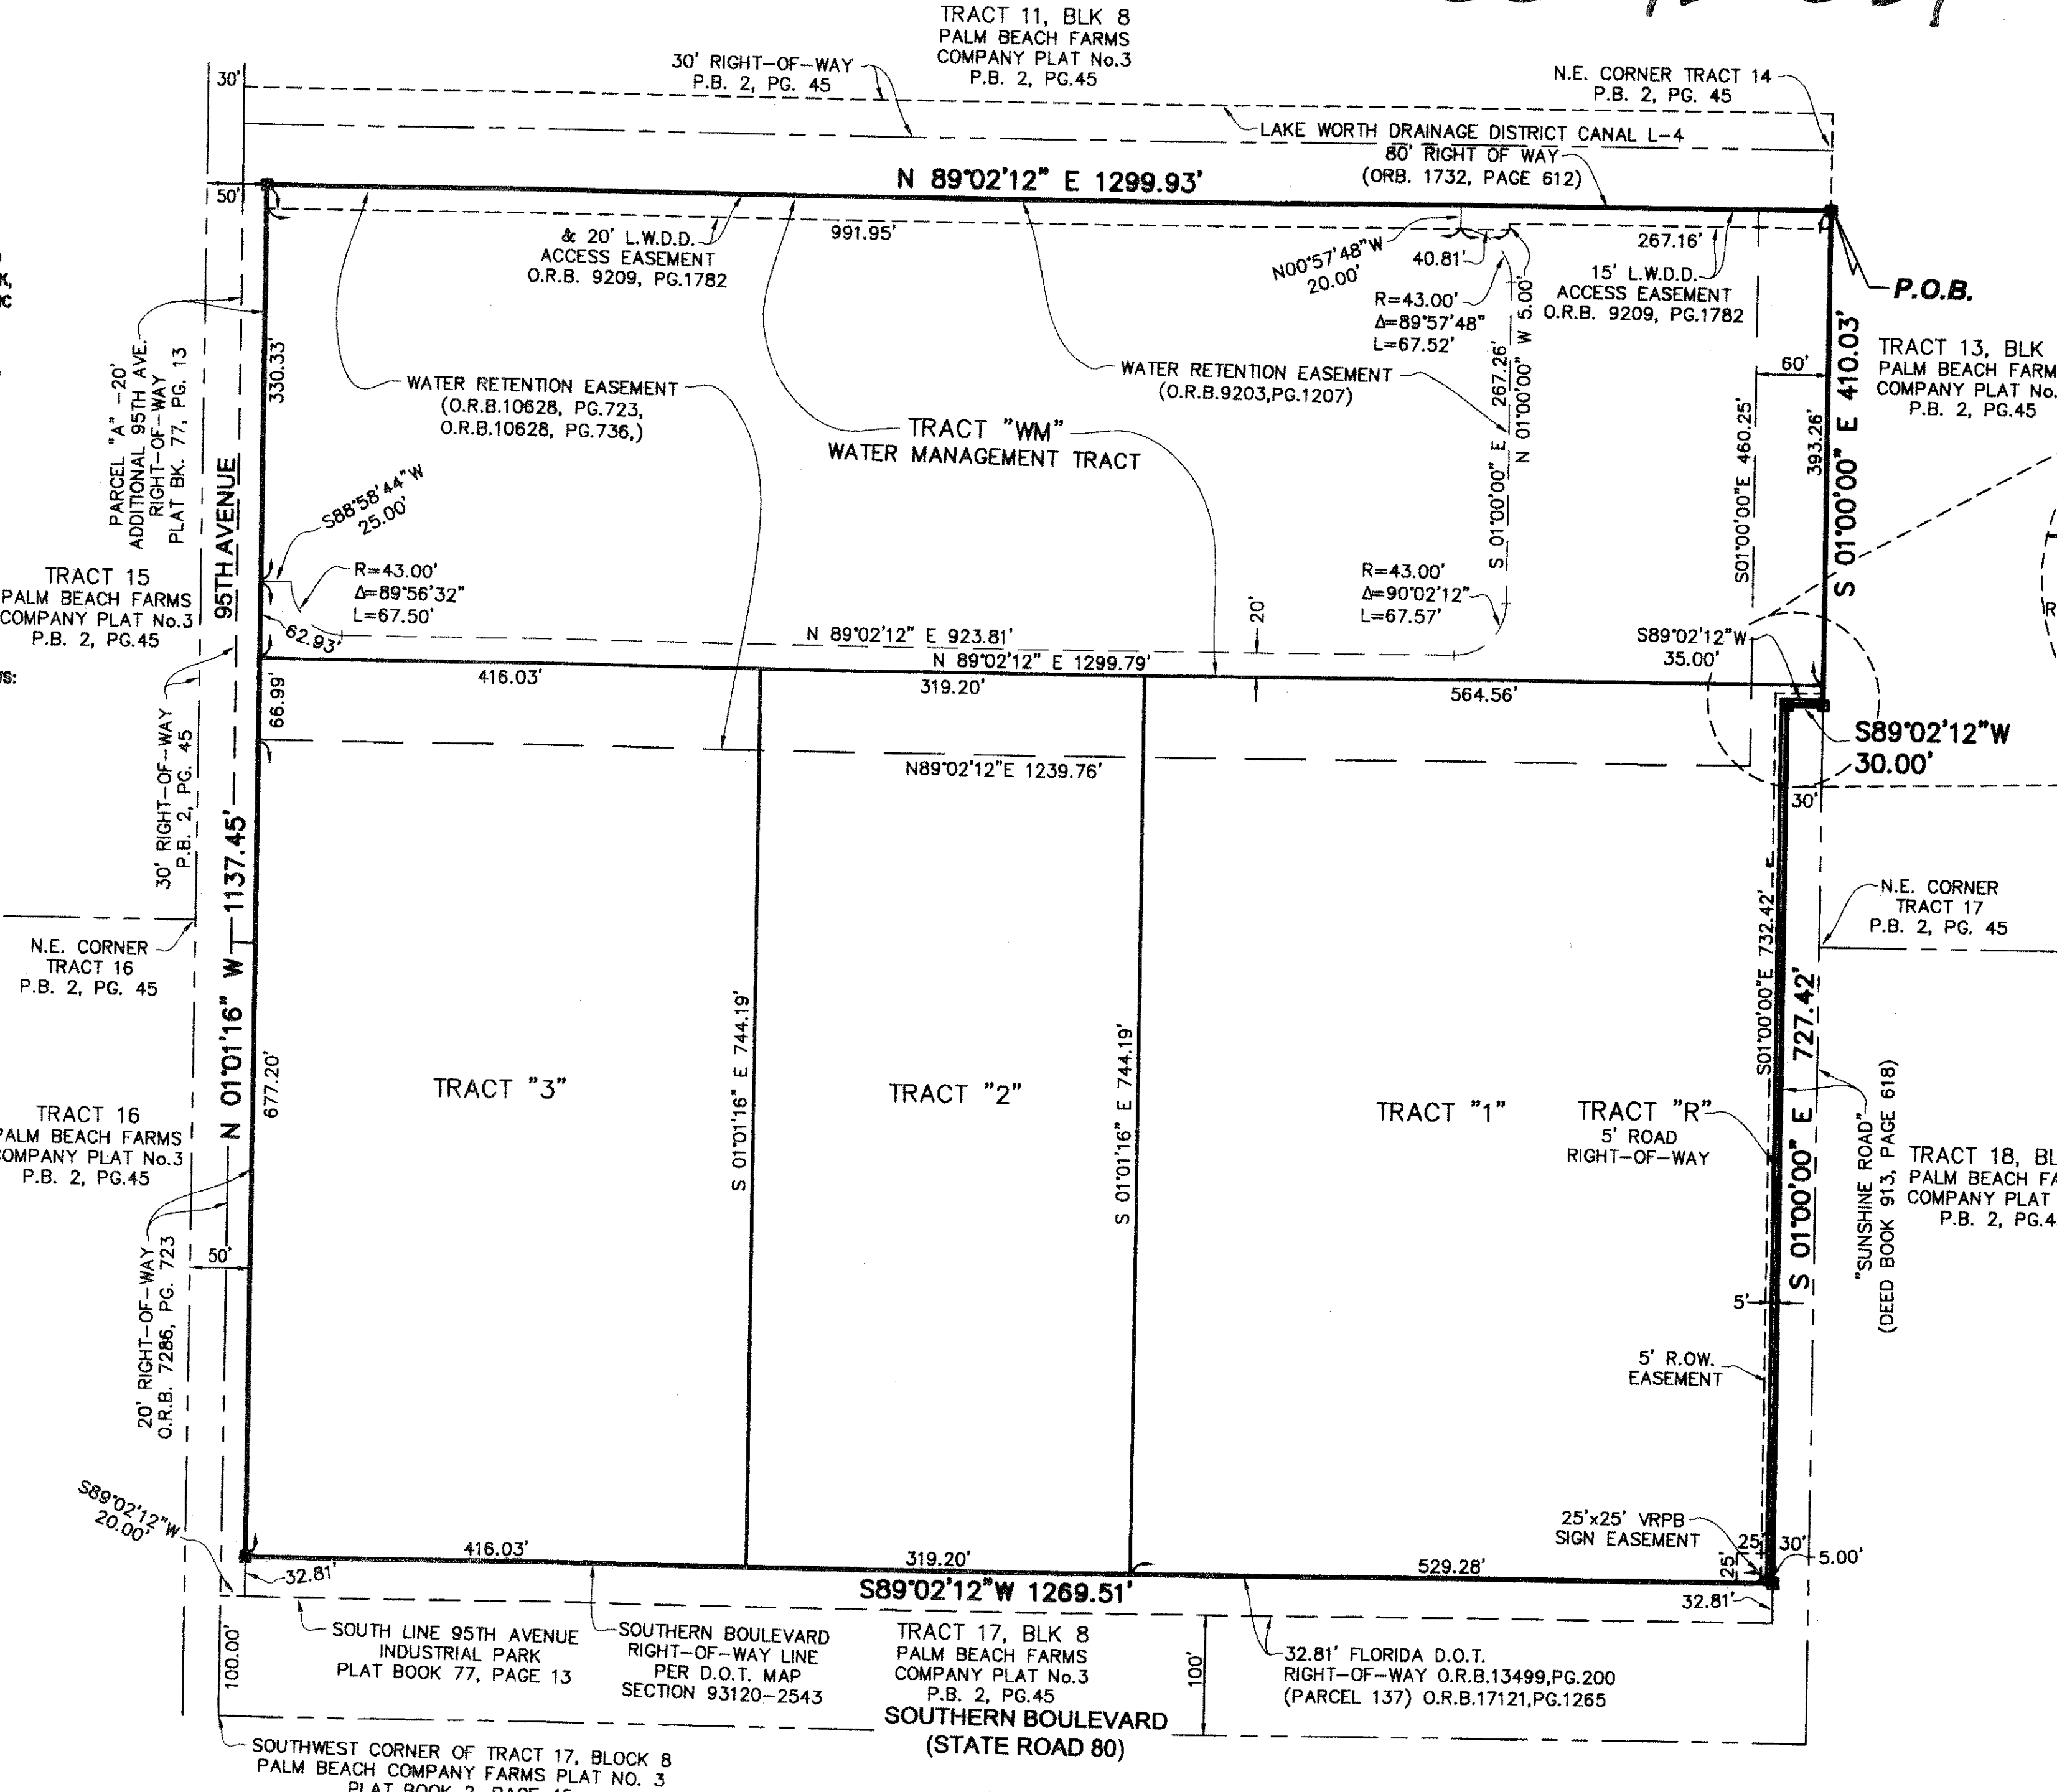 TRACT 11, BLK 8
PALM BEACH FARMS
COMPANY PLAT No.3
P.B. 2, PG.45
30' RIGHT-OF-WAY
P.B. 2, PG. 45
N.E. CORNER TRACT 14
P.B. 2, PG. 45
30'
LAKE WORTH DRAINAGE DISTRICT CANAL L-4
80' RIGHT OF WAY
(ORB. 1732, PAGE 612)
N 89°02'12" E 1299.93'
50'
& 20' L.W.D.D.
ACCESS EASEMENT
O.R.B. 9209, PG.1782
991.95'
N00°57'48"W
20.00'
40.81'
267.16'
15' L.W.D.D.
ACCESS EASEMENT
O.R.B. 9209, PG.1782
P.O.B.
R=43.00'
Δ=89°57'48"
L=67.52'
N 01°00'00" W 5.00'
S 01°00'00" E 267.26'
S01°00'00"E 460.25'
60'
393.26'
S 01°00'00" E 410.03'
TRACT 13, BLK
PALM BEACH FARM
COMPANY PLAT No.
P.B. 2, PG.45
330.33'
PARCEL "A" -20'
ADDITIONAL 95TH AVE.
RIGHT-OF-WAY
PLAT BK. 77, PG. 13
WATER RETENTION EASEMENT
(O.R.B.10628, PG.723,
O.R.B.10628, PG.736,)
WATER RETENTION EASEMENT
(O.R.B.9203,PG.1207)
TRACT "WM"
WATER MANAGEMENT TRACT
95TH AVENUE
S88°58'44"W
25.00'
TRACT 15
PALM BEACH FARMS
COMPANY PLAT No.3
P.B. 2, PG.45
R=43.00'
Δ=89°56'32"
L=67.50'
R=43.00'
Δ=90°02'12"
L=67.57'
20'
62.93'
N 89°02'12" E 923.81'
N 89°02'12" E 1299.79'
S89°02'12"W
35.00'
416.03'
319.20'
564.56'
66.99'
S89°02'12"W
30.00'
N89°02'12"E 1239.76'
30'
30' RIGHT-OF-WAY
P.B. 2, PG. 45
N 01°01'16" W 1137.45'
N.E. CORNER
TRACT 16
P.B. 2, PG. 45
N.E. CORNER
TRACT 17
P.B. 2, PG. 45
S01°00'00"E 732.42'
S 01°00'00" E 727.42'
677.20'
S 01°01'16" E 744.19'
S 01°01'16" E 744.19'
TRACT "3"
TRACT "2"
TRACT "1"
TRACT "R"
5' ROAD
RIGHT-OF-WAY
TRACT 16
PALM BEACH FARMS
COMPANY PLAT No.3
P.B. 2, PG.45
"SUNSHINE ROAD"
(DEED BOOK 913, PAGE 618)
TRACT 18, BL
PALM BEACH FA
COMPANY PLAT
P.B. 2, PG.4
50'
20' RIGHT-OF-WAY
O.R.B. 7286, PG. 723
5'
5' R.OW.
EASEMENT
S89°02'12"W
20.00'
25'x25' VRPB
SIGN EASEMENT
25'
25'
30'
5.00'
416.03'
319.20'
529.28'
32.81'
S89°02'12"W 1269.51'
32.81'
100.00'
SOUTH LINE 95TH AVENUE
INDUSTRIAL PARK
PLAT BOOK 77, PAGE 13
SOUTHERN BOULEVARD
RIGHT-OF-WAY LINE
PER D.O.T. MAP
SECTION 93120-2543
TRACT 17, BLK 8
PALM BEACH FARMS
COMPANY PLAT No.3
P.B. 2, PG.45
100'
32.81' FLORIDA D.O.T.
RIGHT-OF-WAY O.R.B.13499,PG.200
(PARCEL 137) O.R.B.17121,PG.1265
SOUTHERN BOULEVARD
(STATE ROAD 80)
SOUTHWEST CORNER OF TRACT 17, BLOCK 8
PALM BEACH COMPANY FARMS PLAT NO. 3
PLAT BOOK 2, PAGE 45